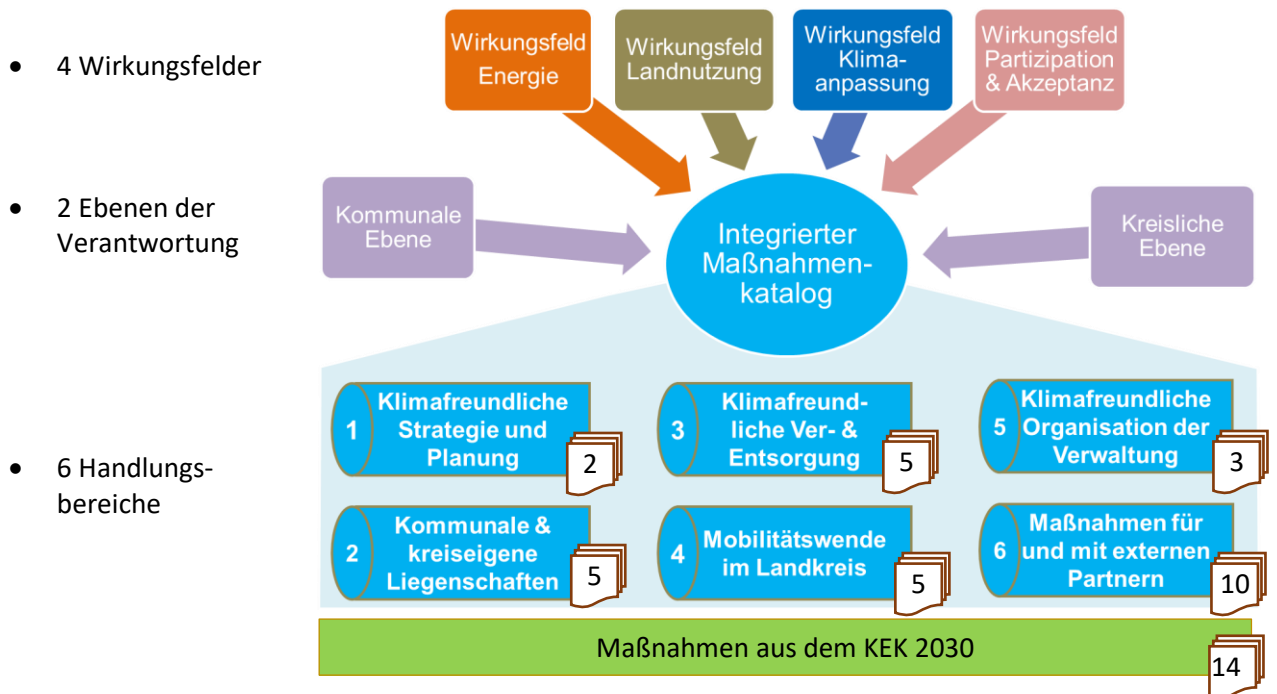 • 4 Wirkungsfelder
Wirkungsfeld
Energie
Wirkungsfeld
Landnutzung
Wirkungsfeld
Klima-
anpassung
Wirkungsfeld
Partizipation
& Akzeptanz
• 2 Ebenen der
Verantwortung
Kommunale
Ebene
Integrierter
Maßnahmen-
katalog
Kreisliche
Ebene
• 6 Handlungs-
bereiche
1
Klimafreundliche
Strategie und
Planung
2
3
Klimafreund-
liche Ver- &
Entsorgung
5
5
Klimafreundliche
Organisation der
Verwaltung
3
2
Kommunale &
kreiseigene
Liegenschaften
5
4
Mobilitätswende
im Landkreis
5
6
Maßnahmen für
und mit externen
Partnern
10
Maßnahmen aus dem KEK 2030
14